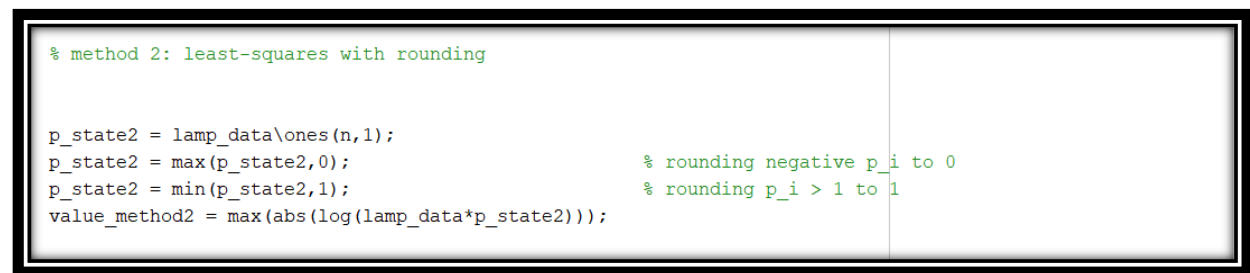 % method 2: least-squares with rounding
p_state2 = lamp_data\ones(n,1);
p_state2 = max(p_state2,0); % rounding negative p_i to 0
p_state2 = min(p_state2,1); % rounding p_i > 1 to 1
value_method2 = max(abs(log(lamp_data*p_state2)));